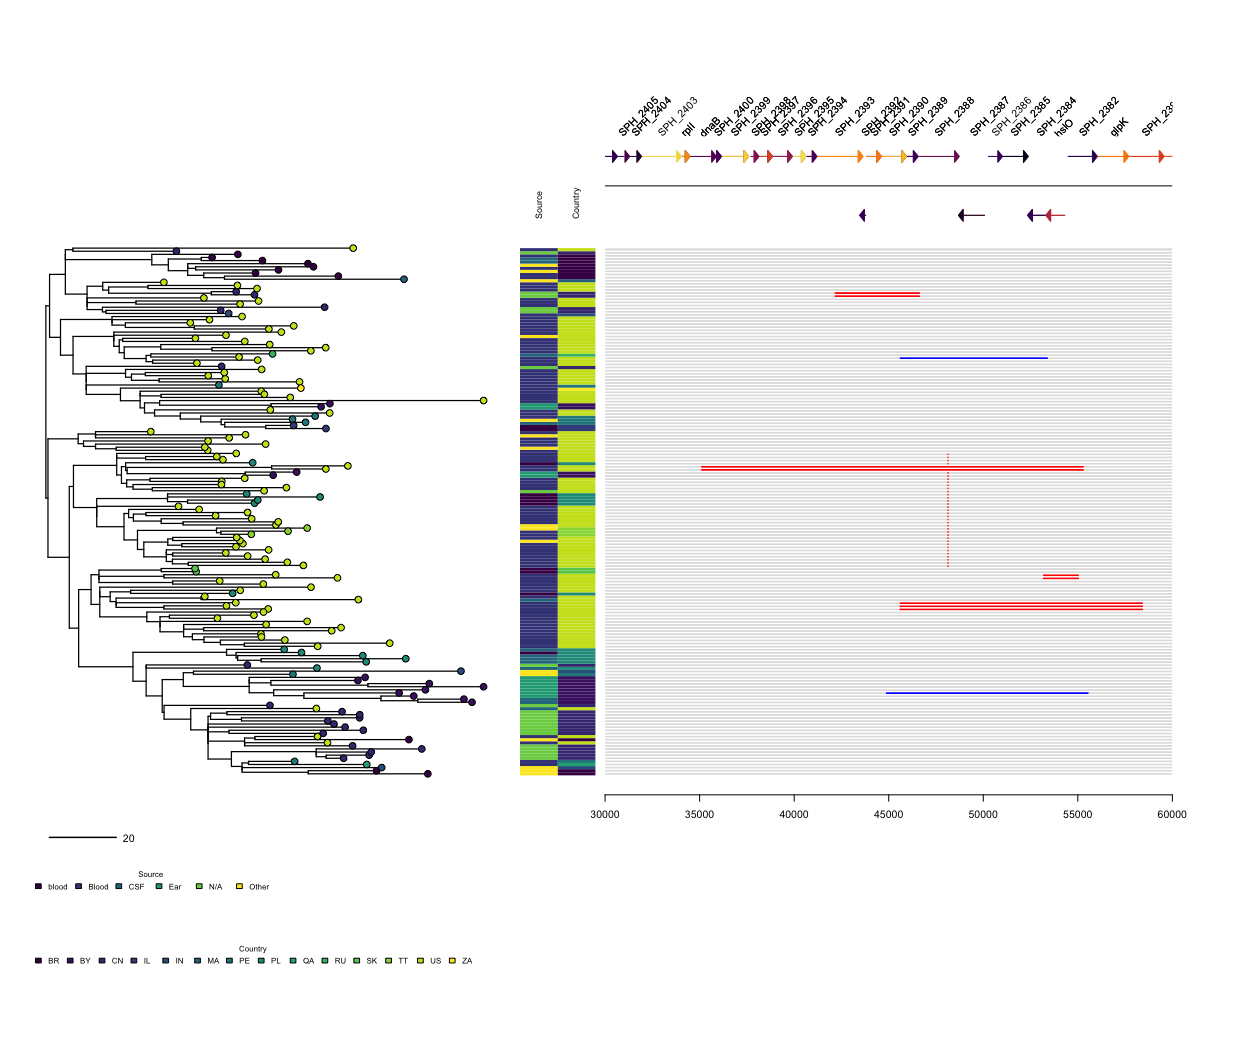 SPH_2405 SPH_2404 SPH_2403 rplI dnaB SPH_2400 SPH_2399 SPH_2398 SPH_2397 SPH_2396 SPH_2395 SPH_2394 SPH_2393 SPH_2392 SPH_2391 SPH_2390 SPH_2389 SPH_2388 SPH_2387 SPH_2386 SPH_2385 SPH_2384 hslO SPH_2382 glpK
Source Country
30000 35000 40000 45000 50000 55000 60000
20
Source
blood Blood CSF Ear N/A Other
Country
BR BY CN IL IN MA PE PL QA RU SK TT US ZA